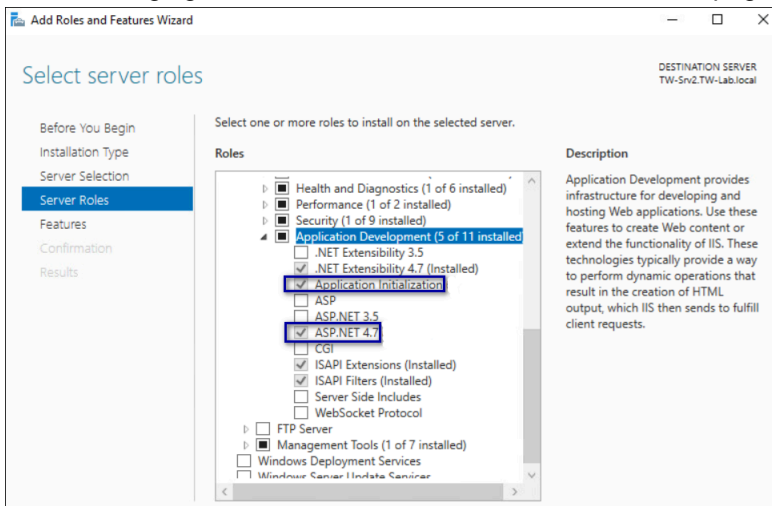 Add Roles and Features Wizard
Select server roles
DESTINATION SERVER
TW-Srv2.TW-Lab.local
Before You Begin
Installation Type
Server Selection
Server Roles
Features
Confirmation
Results
Select one or more roles to install on the selected server.
Roles
Health and Diagnostics (1 of 6 installed)
Performance (1 of 2 installed)
Security (1 of 9 installed)
Application Development (5 of 11 installed
.NET Extensibility 3.5
.NET Extensibility 4.7 (Installed)
Application Initialization
ASP
ASP.NET 3.5
ASP.NET 4.7
CGI
ISAPI Extensions (Installed)
ISAPI Filters (Installed)
Server Side Includes
WebSocket Protocol
FTP Server
Management Tools (1 of 7 installed)
Windows Deployment Services
Windows Server Update Services
Description
Application Development provides
infrastructure for developing and
hosting Web applications. Use these
features to create Web content or
extend the functionality of IIS. These
technologies typically provide a way
to perform dynamic operations that
result in the creation of HTML
output, which IIS then sends to fulfill
client requests.